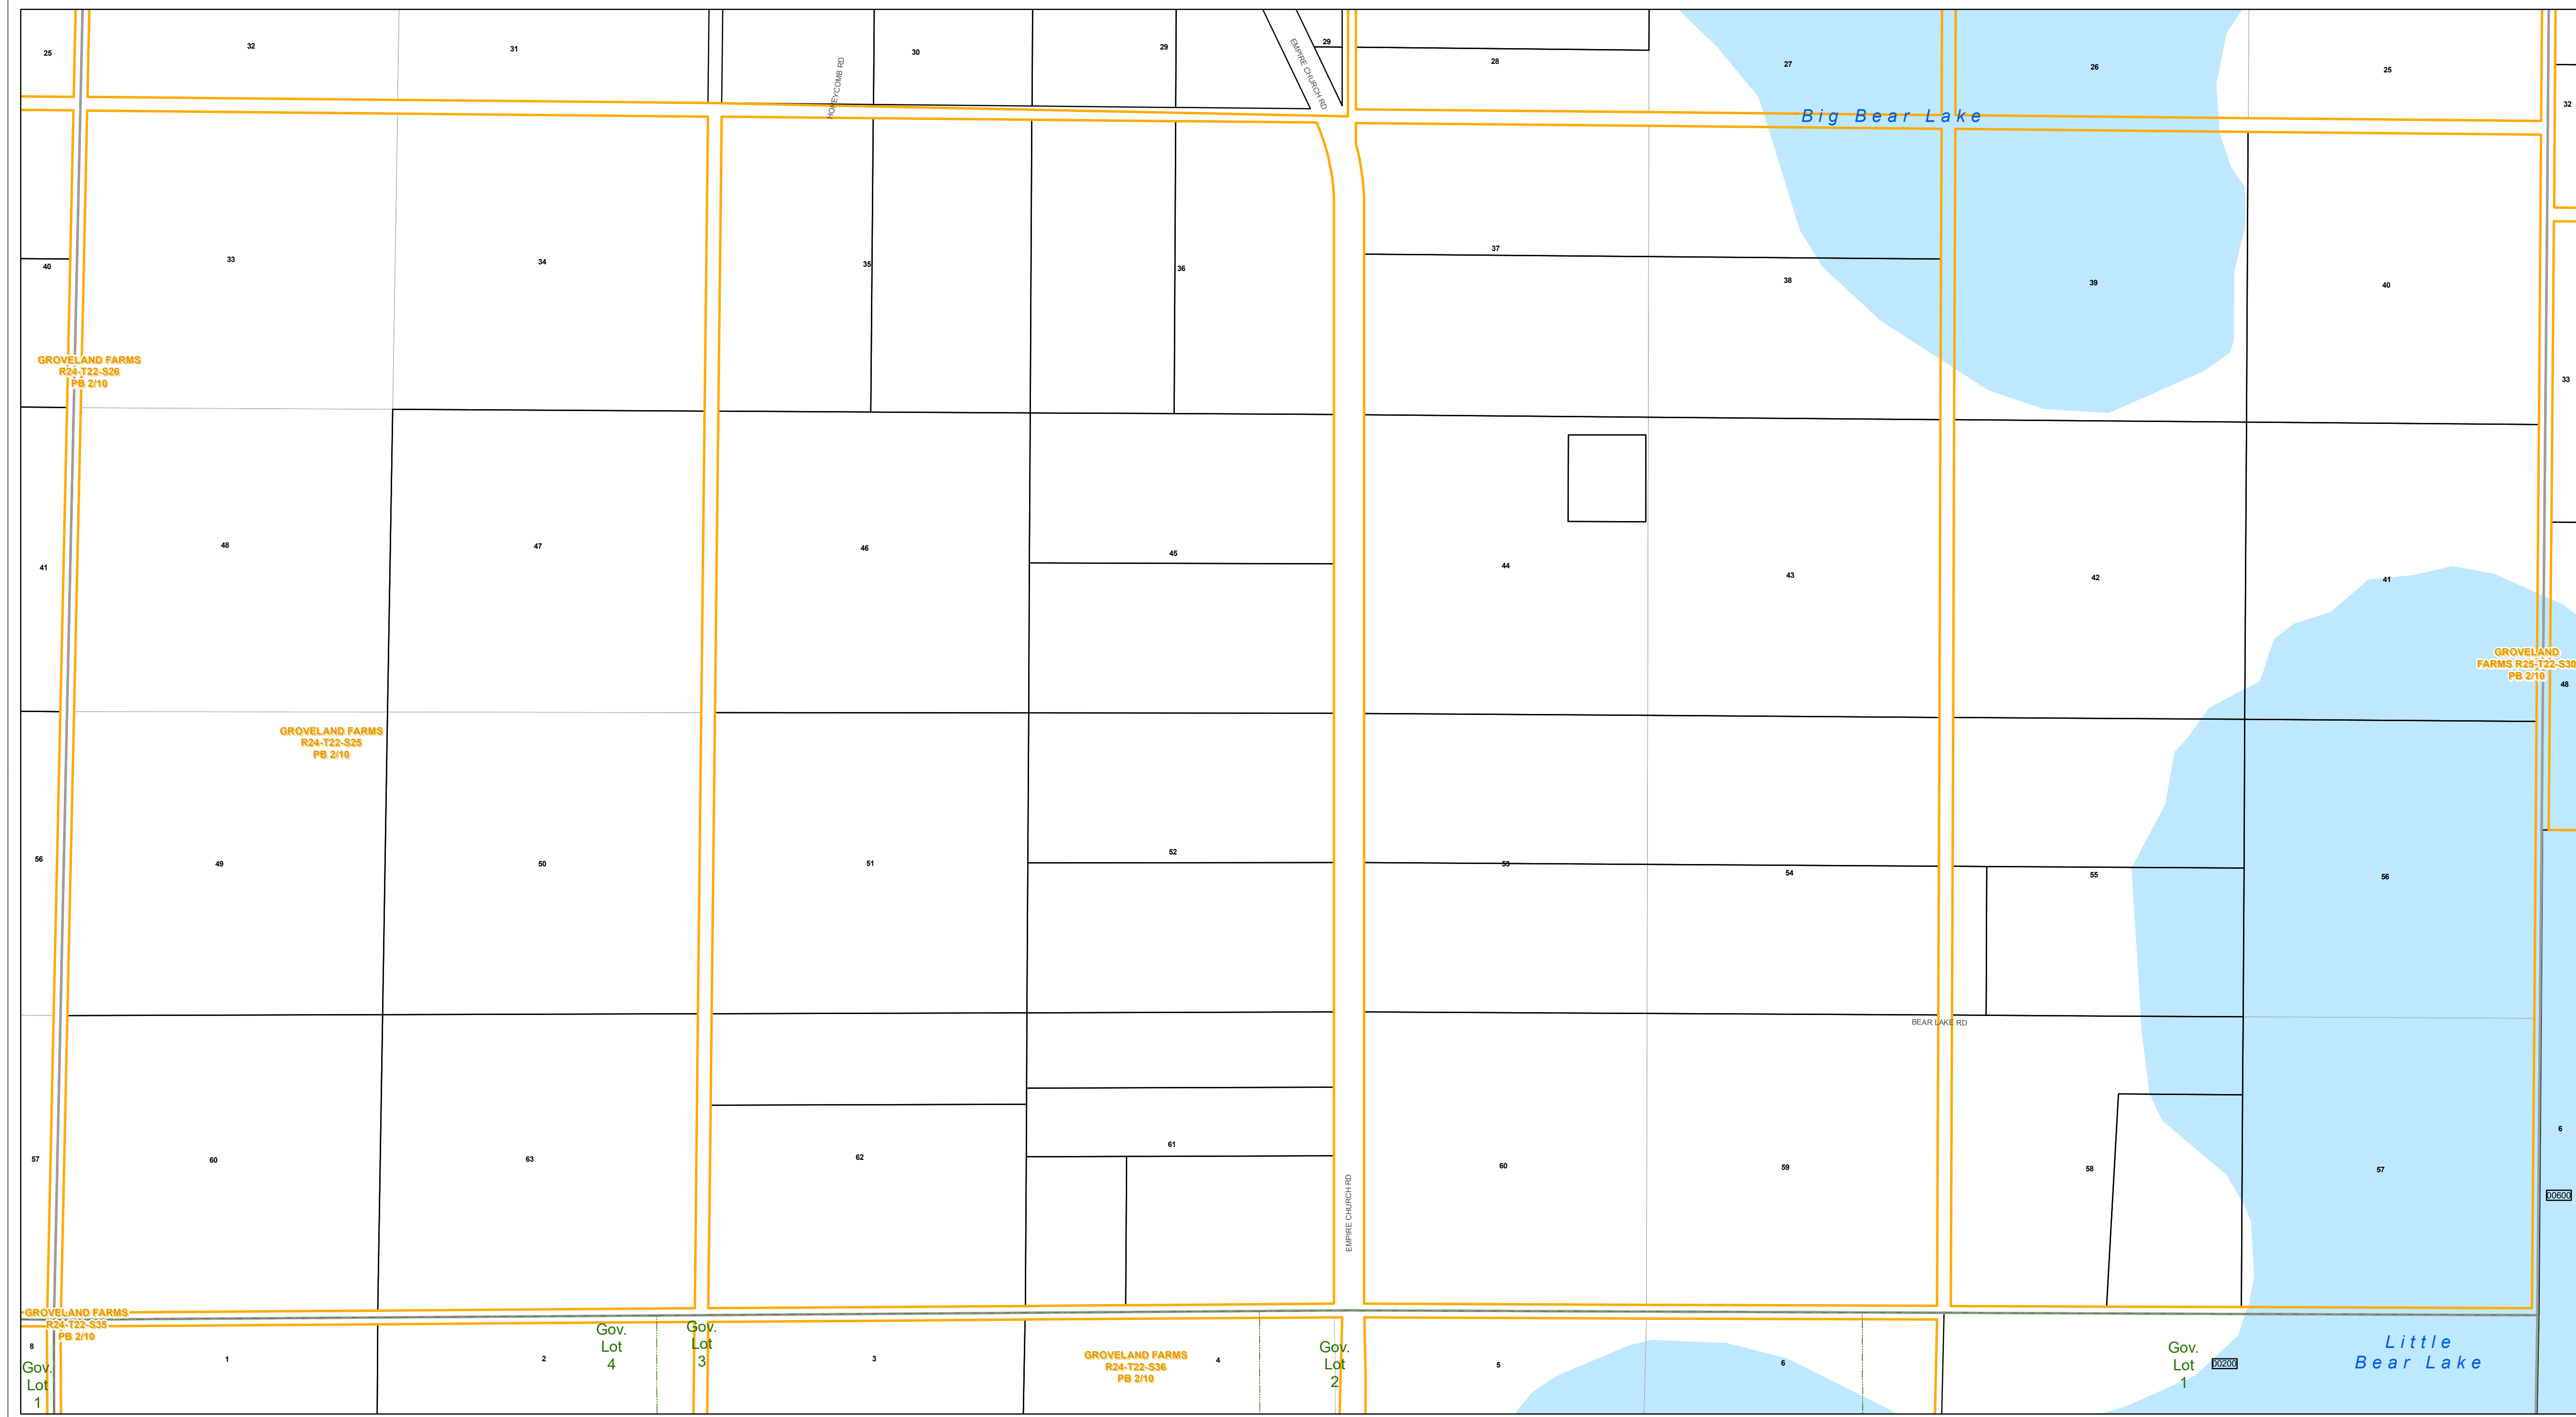 25
32
31
30
29
29
28
27
26
25
32
HONEYCOMB RD
EMPIRE CHURCH RD
Big Bear Lake
40
33
34
35
36
37
38
39
40
33
GROVELAND FARMS
R24-T22-S26
PB 2/10
41
48
47
46
45
44
43
42
41
48
GROVELAND
FARMS R25-T22-S30
PB 2/10
GROVELAND FARMS
R24-T22-S25
PB 2/10
56
49
50
51
52
53
54
55
56
BEAR LAKE RD
57
60
63
62
61
60
59
58
57
6
00600
EMPIRE CHURCH RD
GROVELAND FARMS
R24-T22-S35
PB 2/10
8
Gov.
Lot
1
1
2
Gov.
Lot
4
Gov.
Lot
3
3
GROVELAND FARMS
R24-T22-S36
PB 2/10
4
Gov.
Lot
2
5
6
Gov.
Lot
1
00200
Little
Bear Lake